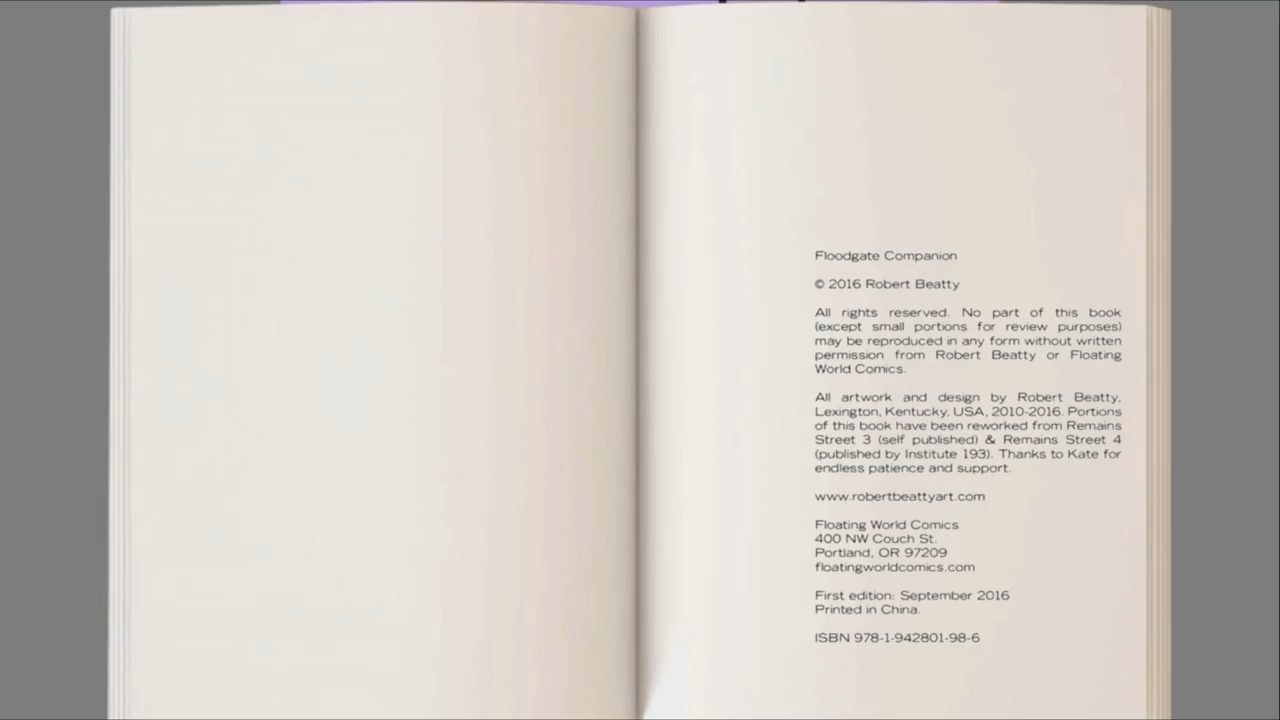 Floodgate Companion
© 2016 Robert Beatty
All rights reserved. No part of this book
(except small portions for review purposes)
may be reproduced in any form without written
permission from Robert Beatty or Floating
World Comics.
All artwork and design by Robert Beatty,
Lexington, Kentucky, USA, 2010-2016. Portions
of this book have been reworked from Remains
Street 3 (self published) & Remains Street 4
(published by Institute 193). Thanks to Kate for
endless patience and support.
www.robertbeattyart.com
Floating World Comics
400 NW Couch St.
Portland, OR 97209
floatingworldcomics.com
First edition: September 2016
Printed in China.
ISBN 978-1-942801-98-6